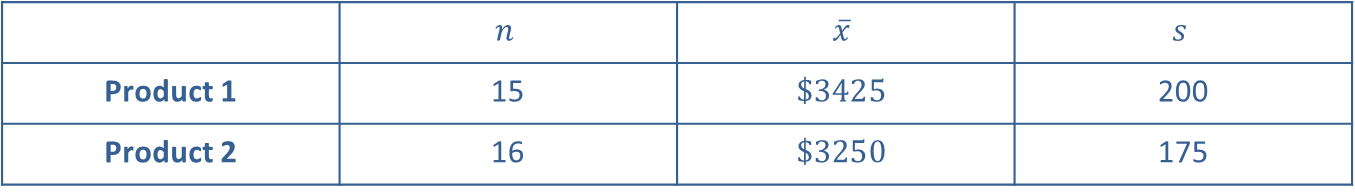 n x̄ s
Product 1 15 $3425 200
Product 2 16 $3250 175